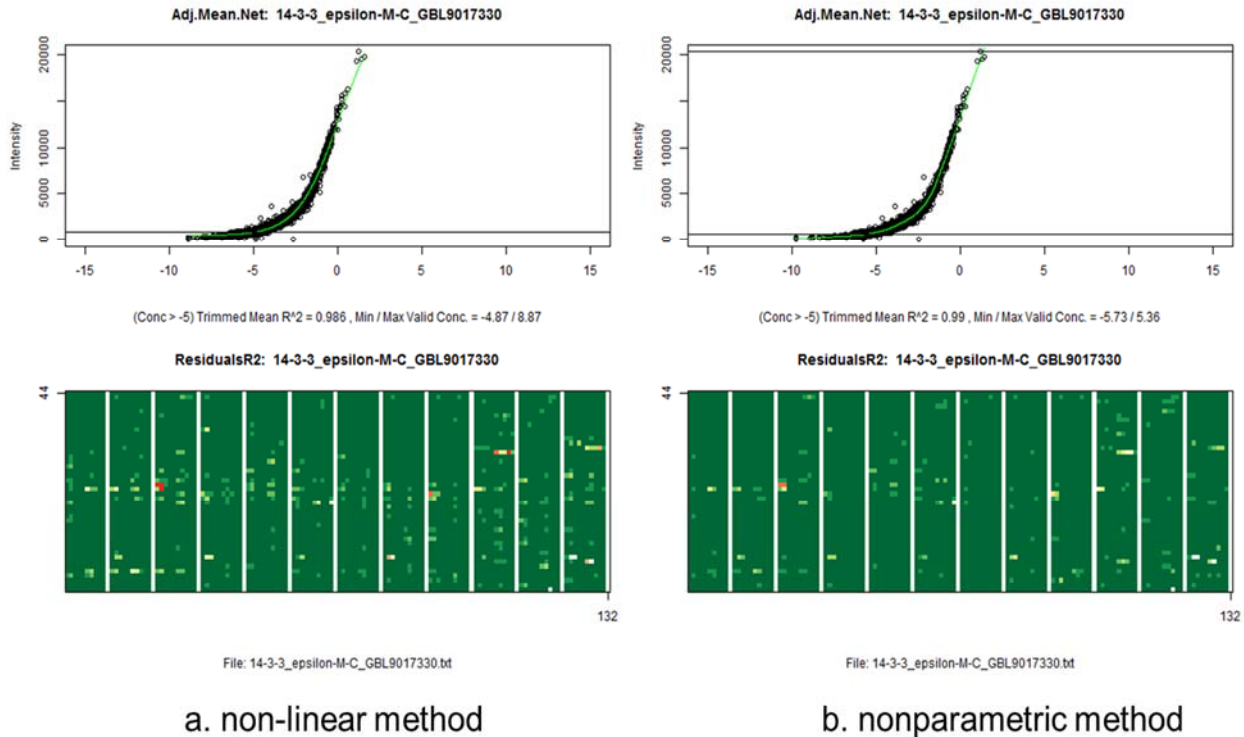 Adj.Mean.Net: 14-3-3_epsilon-M-C_GBL9017330
Intensity
20000
10000
5000
0
-15
-10
-5
0
5
10
15
(Conc > -5) Trimmed Mean R^2 = 0.986 , Min / Max Valid Conc. = -4.87 / 8.87
ResidualsR2: 14-3-3_epsilon-M-C_GBL9017330
44
132
File: 14-3-3_epsilon-M-C_GBL9017330.txt
a. non-linear method
Adj.Mean.Net: 14-3-3_epsilon-M-C_GBL9017330
Intensity
20000
10000
5000
0
-15
-10
-5
0
5
10
15
(Conc > -5) Trimmed Mean R^2 = 0.99 , Min / Max Valid Conc. = -5.73 / 5.36
ResidualsR2: 14-3-3_epsilon-M-C_GBL9017330
44
132
File: 14-3-3_epsilon-M-C_GBL9017330.txt
b. nonparametric method